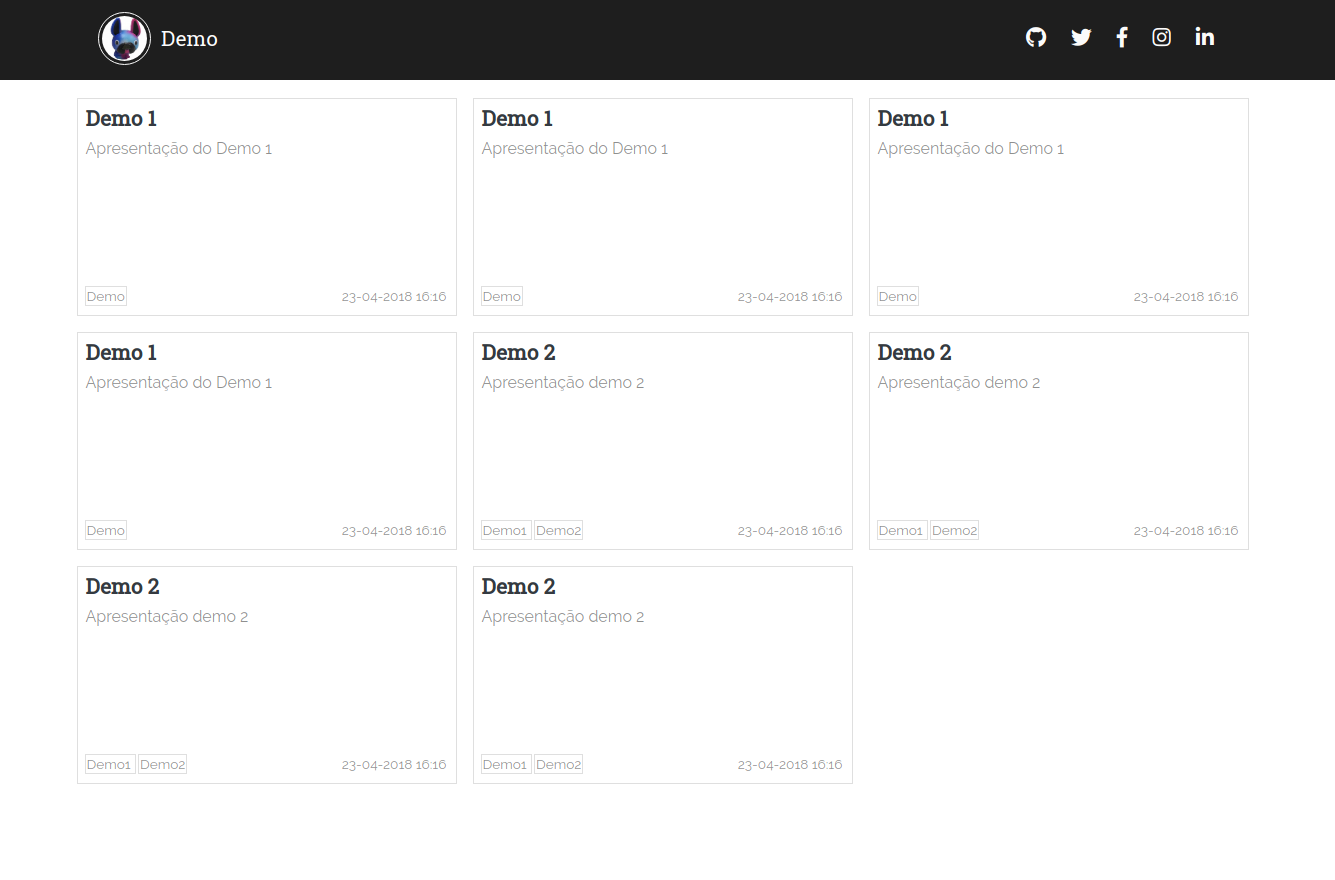 Demo
Demo 1
Apresentação do Demo 1
Demo
23-04-2018 16:16
Demo 1
Apresentação do Demo 1
Demo
23-04-2018 16:16
Demo 1
Apresentação do Demo 1
Demo
23-04-2018 16:16
Demo 1
Apresentação do Demo 1
Demo
23-04-2018 16:16
Demo 2
Apresentação demo 2
Demo1 Demo2
23-04-2018 16:16
Demo 2
Apresentação demo 2
Demo1 Demo2
23-04-2018 16:16
Demo 2
Apresentação demo 2
Demo1 Demo2
23-04-2018 16:16
Demo 2
Apresentação demo 2
Demo1 Demo2
23-04-2018 16:16